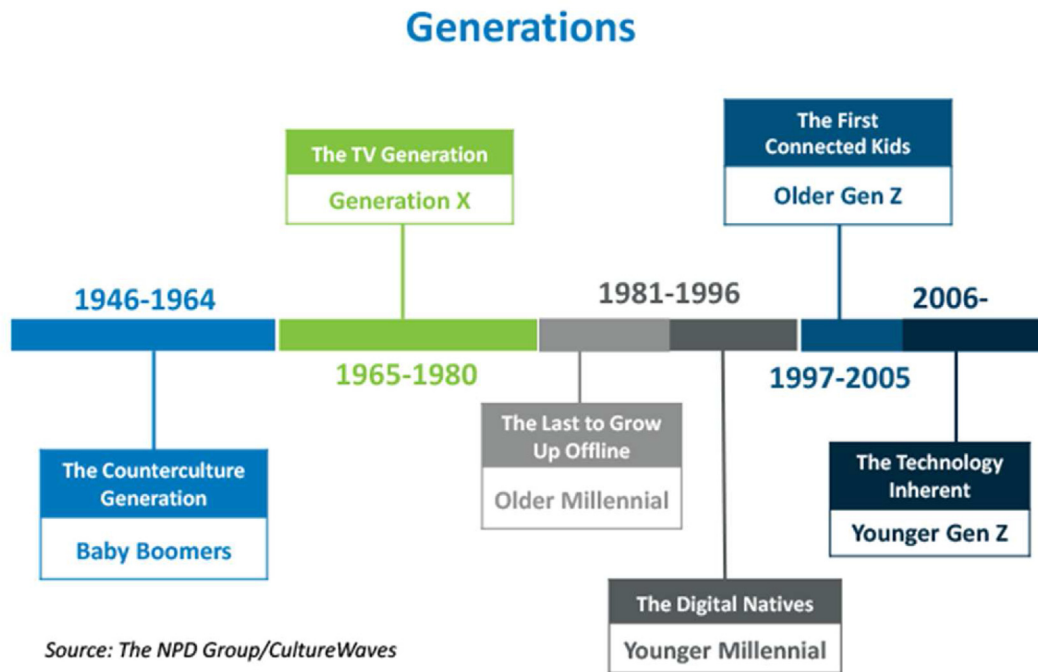 Generations
The First
Connected Kids
Older Gen Z
The TV Generation
Generation X
1946-1964
1981-1996
2006-
1965-1980
1997-2005
The Last to Grow
Up Offline
Older Millennial
The Counterculture
Generation
Baby Boomers
The Technology
Inherent
Younger Gen Z
The Digital Natives
Younger Millennial
Source: The NPD Group/CultureWaves